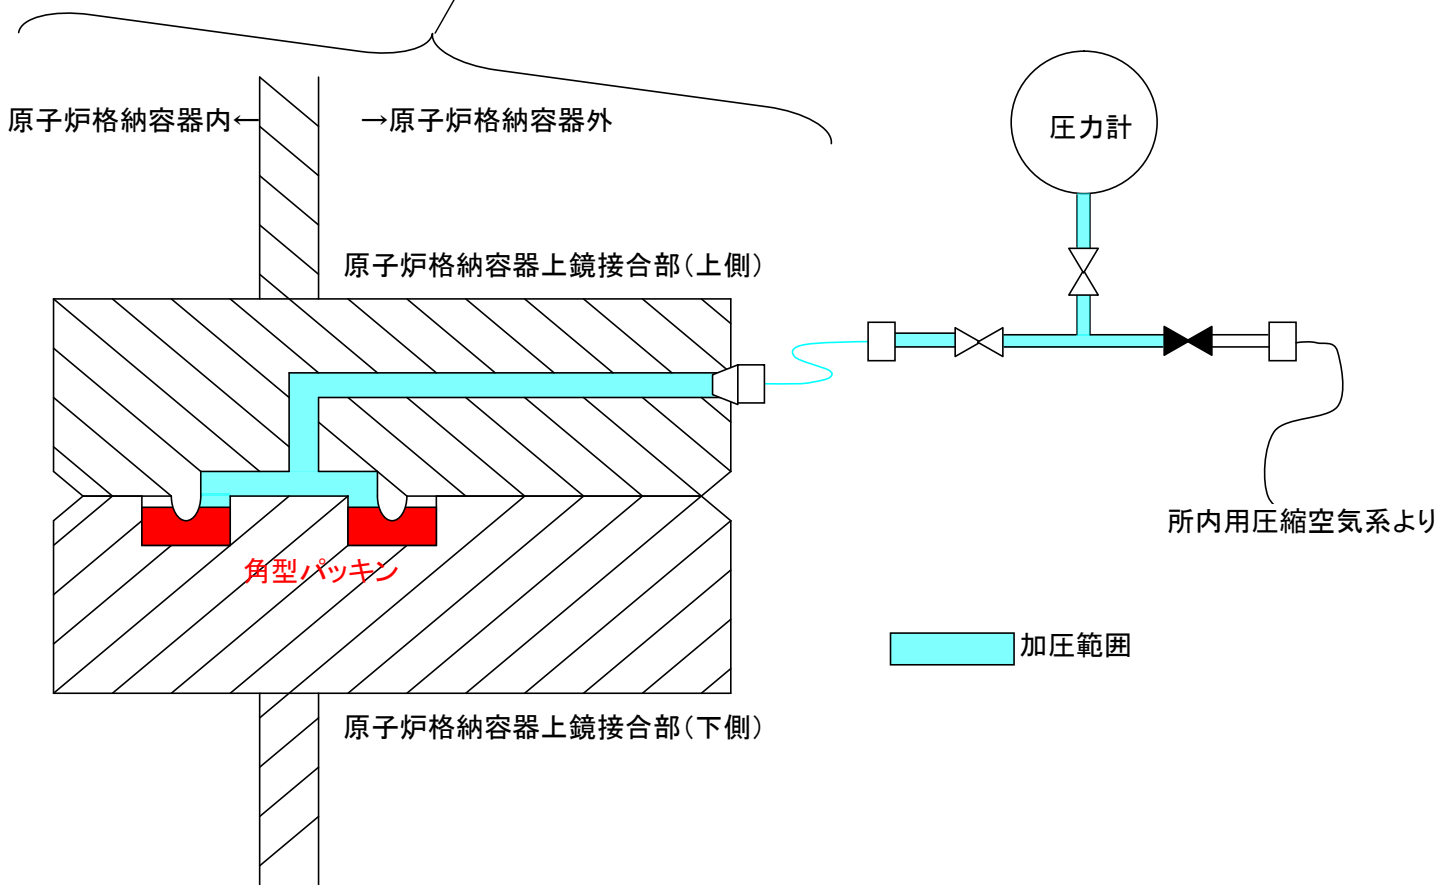 原子炉格納容器内←
→原子炉格納容器外
圧力計
原子炉格納容器上鏡接合部(上側)
所内用圧縮空気系より
角型パッキン
加圧範囲
原子炉格納容器上鏡接合部(下側)